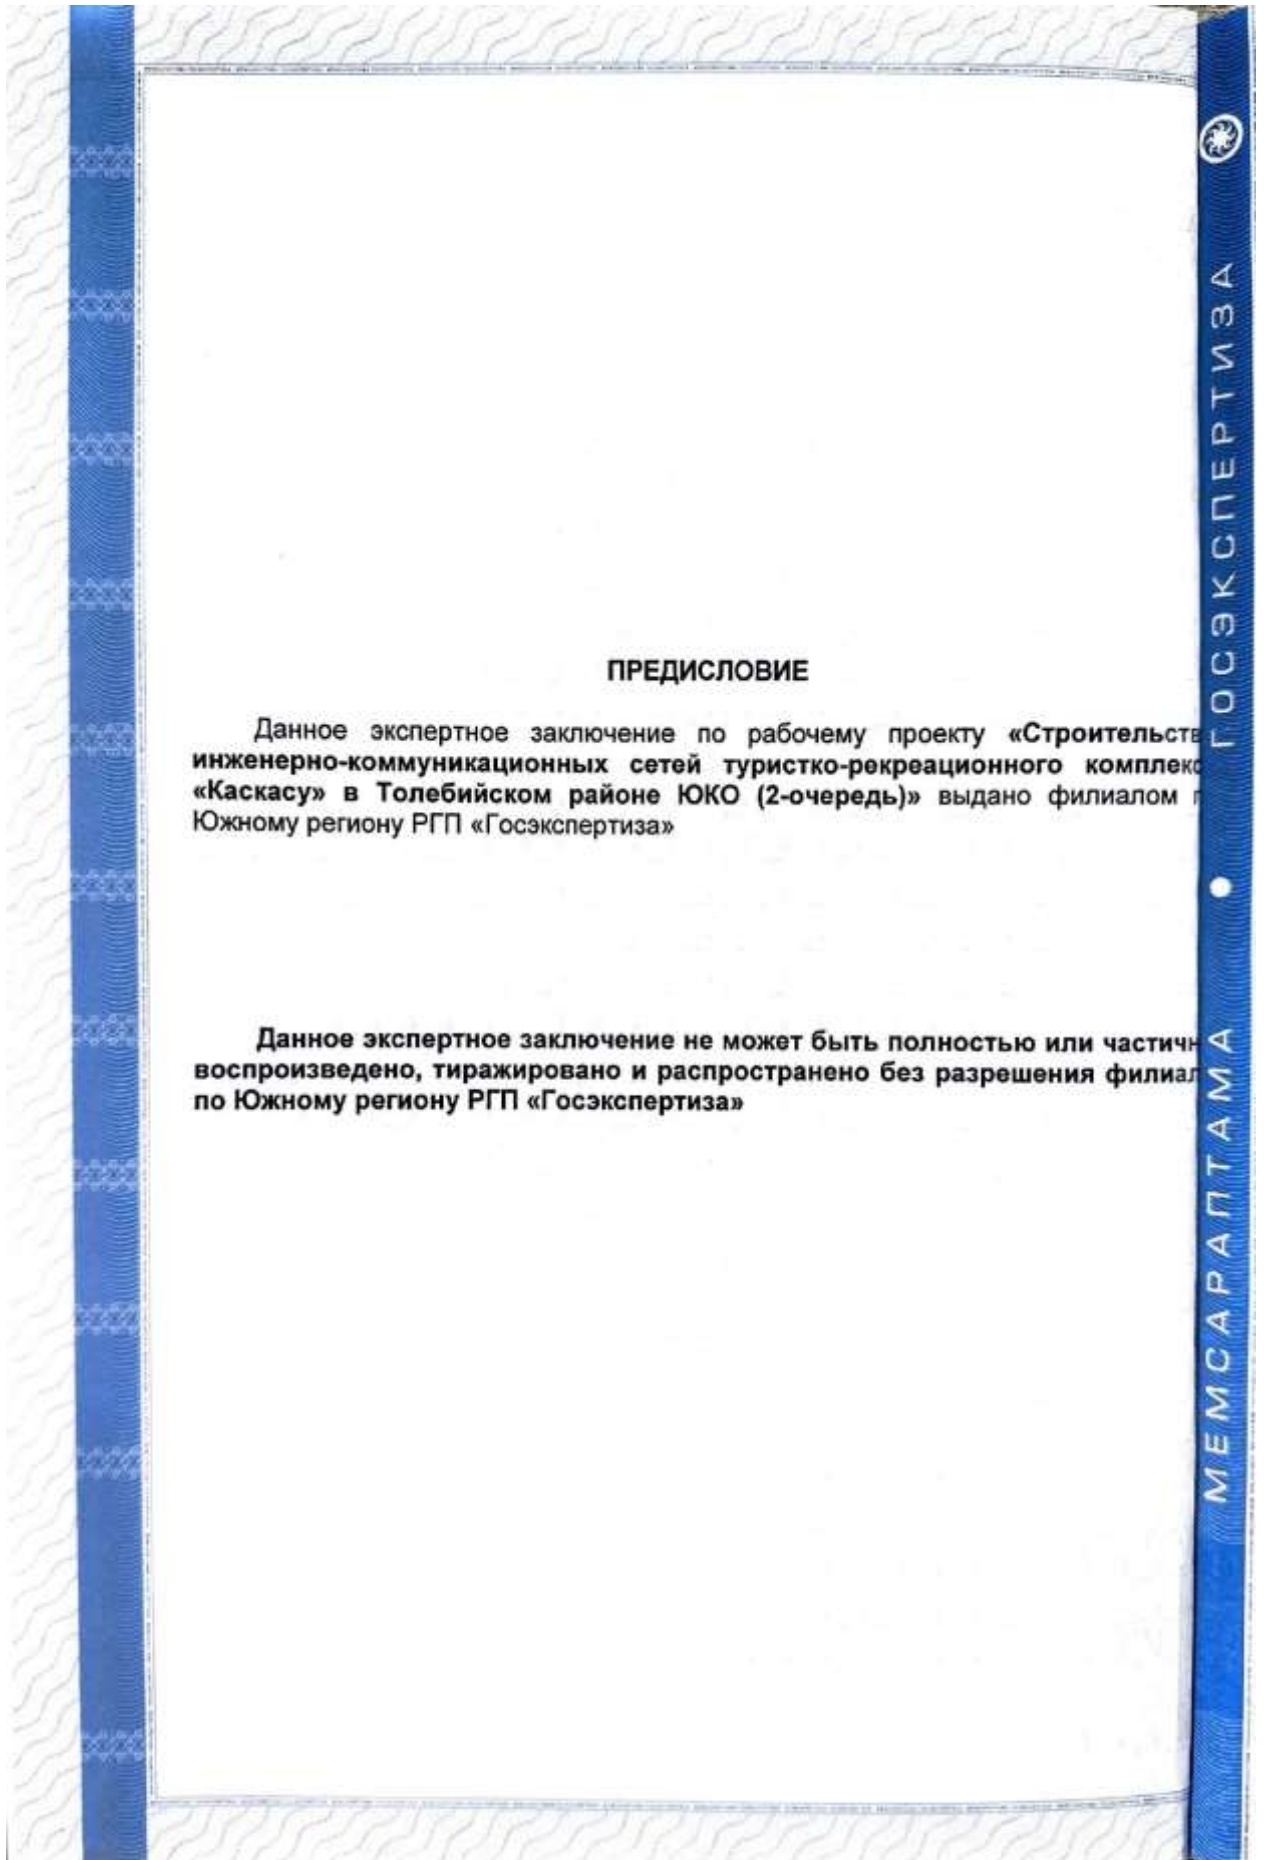 ПРЕДИСЛОВИЕ
Данное экспертное заключение по рабочему проекту «Строительств
инженерно-коммуникационных сетей туристко-рекреационного комплекс
«Каскасу» в Толебийском районе ЮКО (2-очередь)» выдано филиалом п
Южному региону РГП «Госэкспертиза»
Данное экспертное заключение не может быть полностью или частичн
воспроизведено, тиражировано и распространено без разрешения филиал
по Южному региону РГП «Госэкспертиза»
МЕМСАРАПТАМА • ГОСЭКСПЕРТИЗА